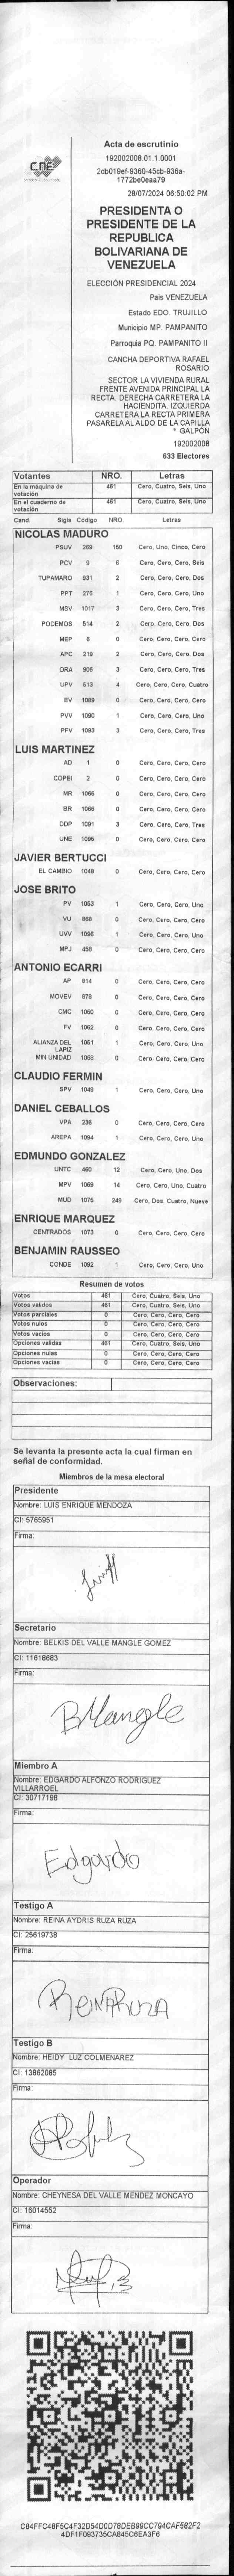 CNE
Acta de escrutinio
192002008.01.1.0001
2db019ef-9360-45cb-936a-
1772be0eaa79
28/07/2024 06:50:02 PM
PRESIDENTA O
PRESIDENTE DE LA
REPUBLICA
BOLIVARIANA DE
VENEZUELA
ELECCIÓN PRESIDENCIAL 2024
Pais VENEZUELA
Estado EDO. TRUJILLO
Municipio MP. PAMPANITO
Parroquia PQ. PAMPANITO II
CANCHA DEPORTIVA RAFAEL
ROSARIO
SECTOR LA VIVIENDA RURAL
FRENTE AVENIDA PRINCIPAL LA
RECTA. DERECHA CARRETERA LA
HACIENDITA. IZQUIERDA
CARRETERA LA RECTA PRIMERA
PASARELA AL ALDO DE LA CAPILLA
* GALPÓN
192002008
633 Electores
Votantes NRO. Letras
En la máquina de votación 461 Cero, Cuatro, Seis, Uno
En el cuaderno de votación 461 Cero, Cuatro, Seis, Uno
Cand. Sigla Código NRO. Letras
NICOLAS MADURO
PSUV 269 150 Cero, Uno, Cinco, Cero
PCV 9 6 Cero, Cero, Cero, Seis
TUPAMARO 931 2 Cero, Cero, Cero, Dos
PPT 276 1 Cero, Cero, Cero, Uno
MSV 1017 3 Cero, Cero, Cero, Tres
PODEMOS 514 2 Cero, Cero, Cero, Dos
MEP 6 0 Cero, Cero, Cero, Cero
APC 219 2 Cero, Cero, Cero, Dos
ORA 906 3 Cero, Cero, Cero, Tres
UPV 513 4 Cero, Cero, Cero, Cuatro
EV 1089 0 Cero, Cero, Cero, Cero
PVV 1090 1 Cero, Cero, Cero, Uno
PFV 1093 3 Cero, Cero, Cero, Tres
LUIS MARTINEZ
AD 1 0 Cero, Cero, Cero, Cero
COPEI 2 0 Cero, Cero, Cero, Cero
MR 1065 0 Cero, Cero, Cero, Cero
BR 1066 0 Cero, Cero, Cero, Cero
DDP 1091 3 Cero, Cero, Cero, Tres
UNE 1095 0 Cero, Cero, Cero, Cero
JAVIER BERTUCCI
EL CAMBIO 1048 0 Cero, Cero, Cero, Cero
JOSE BRITO
PV 1053 1 Cero, Cero, Cero, Uno
VU 868 0 Cero, Cero, Cero, Cero
UVV 1096 1 Cero, Cero, Cero, Uno
MPJ 458 0 Cero, Cero, Cero, Cero
ANTONIO ECARRI
AP 814 0 Cero, Cero, Cero, Cero
MOVEV 879 0 Cero, Cero, Cero, Cero
CMC 1050 0 Cero, Cero, Cero, Cero
FV 1062 0 Cero, Cero, Cero, Cero
ALIANZA DEL LAPIZ 1051 1 Cero, Cero, Cero, Uno
MIN UNIDAD 1058 0 Cero, Cero, Cero, Cero
CLAUDIO FERMIN
SPV 1049 1 Cero, Cero, Cero, Uno
DANIEL CEBALLOS
VPA 236 0 Cero, Cero, Cero, Cero
AREPA 1094 1 Cero, Cero, Cero, Uno
EDMUNDO GONZALEZ
UNTC 460 12 Cero, Cero, Uno, Dos
MPV 1069 14 Cero, Cero, Uno, Cuatro
MUD 1075 249 Cero, Dos, Cuatro, Nueve
ENRIQUE MARQUEZ
CENTRADOS 1073 0 Cero, Cero, Cero, Cero
BENJAMIN RAUSSEO
CONDE 1092 1 Cero, Cero, Cero, Uno
Resumen de votos
Votos 461 Cero, Cuatro, Seis, Uno
Votos validos 461 Cero, Cuatro, Seis, Uno
Votos parciales 0 Cero, Cero, Cero, Cero
Votos nulos 0 Cero, Cero, Cero, Cero
Votos vacios 0 Cero, Cero, Cero, Cero
Opciones validas 461 Cero, Cuatro, Seis, Uno
Opciones nulas 0 Cero, Cero, Cero, Cero
Opciones vacias 0 Cero, Cero, Cero, Cero
Observaciones:
Se levanta la presente acta la cual firman en
señal de conformidad.
Miembros de la mesa electoral
Presidente
Nombre: LUIS ENRIQUE MENDOZA
CI: 5765951
Firma:
Secretario
Nombre: BELKIS DEL VALLE MANGLE GOMEZ
CI: 11618683
Firma:
BMangle
Miembro A
Nombre: EDGARDO ALFONZO RODRIGUEZ
VILLARROEL
CI: 30717198
Firma:
Edgardo
Testigo A
Nombre: REINA AYDRIS RUZA RUZA
CI: 25619738
Firma:
REINA RUZA
Testigo B
Nombre: HEIDY LUZ COLMENAREZ
CI: 13862085
Firma:
Operador
Nombre: CHEYNESA DEL VALLE MENDEZ MONCAYO
CI: 16014552
Firma:
CB4FFC48F5C4F32D54D0D78DEB99CC794CAF582F2
4DF1F093735CAB45C6EA3F6